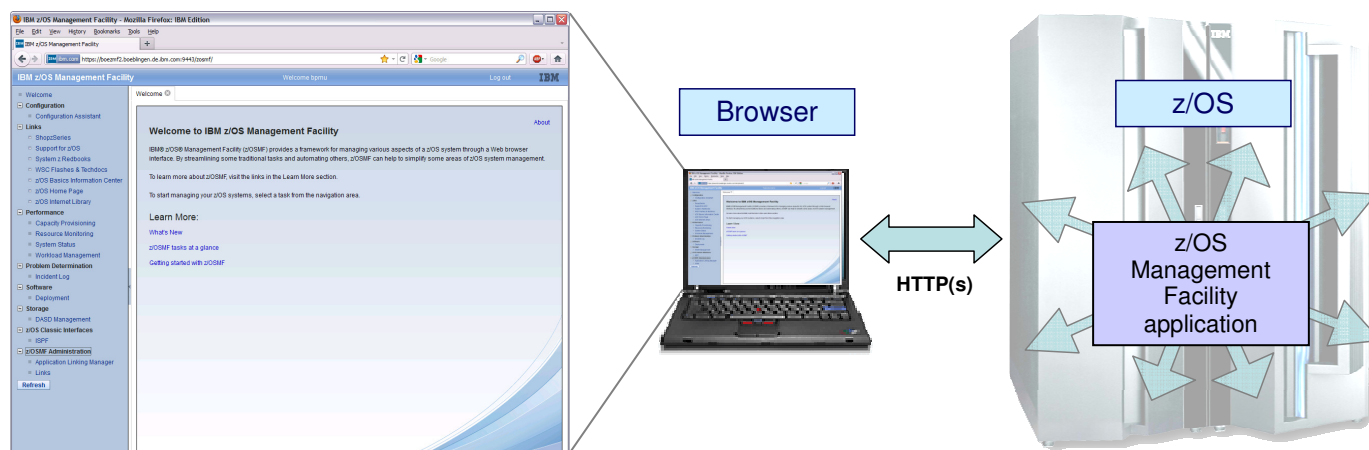 IBM z/OS Management Facility - Mozilla Firefox: IBM Edition
File Edit View History Bookmarks Tools Help
IBM z/OS Management Facility
ibm.com https://boezmf2.boeblingen.de.ibm.com:9443/zosmf/
Google
IBM z/OS Management Facility
Welcome bpmu
Log out
IBM
Welcome
Configuration
Configuration Assistant
Links
ShopzSeries
Support for z/OS
System z Redbooks
WSC Flashes & Techdocs
z/OS Basics Information Center
z/OS Home Page
z/OS Internet Library
Performance
Capacity Provisioning
Resource Monitoring
System Status
Workload Management
Problem Determination
Incident Log
Software
Deployment
Storage
DASD Management
z/OS Classic Interfaces
ISPF
z/OSMF Administration
Application Linking Manager
Links
Refresh
Welcome
About
Welcome to IBM z/OS Management Facility
IBM® z/OS® Management Facility (z/OSMF) provides a framework for managing various aspects of a z/OS system through a Web browser
interface. By streamlining some traditional tasks and automating others, z/OSMF can help to simplify some areas of z/OS system management.
To learn more about z/OSMF, visit the links in the Learn More section.
To start managing your z/OS systems, select a task from the navigation area.
Learn More:
What's New
z/OSMF tasks at a glance
Getting started with z/OSMF
Browser
HTTP(s)
IBM
z/OS
z/OS
Management
Facility
application